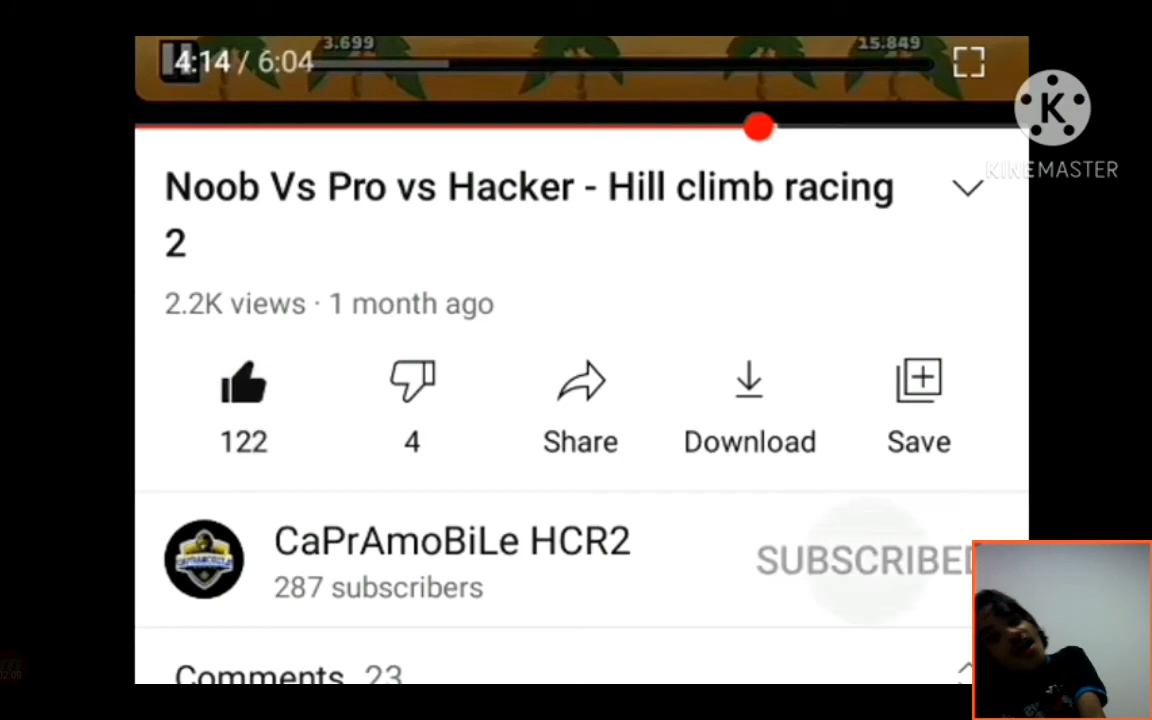 3.699
15.849
4:14 / 6:04
KINEMASTER
Noob Vs Pro vs Hacker - Hill climb racing
2
2.2K views · 1 month ago
122
4
Share
Download
Save
CaPrAmoBiLe HCR2
287 subscribers
SUBSCRIBED
Comments 23